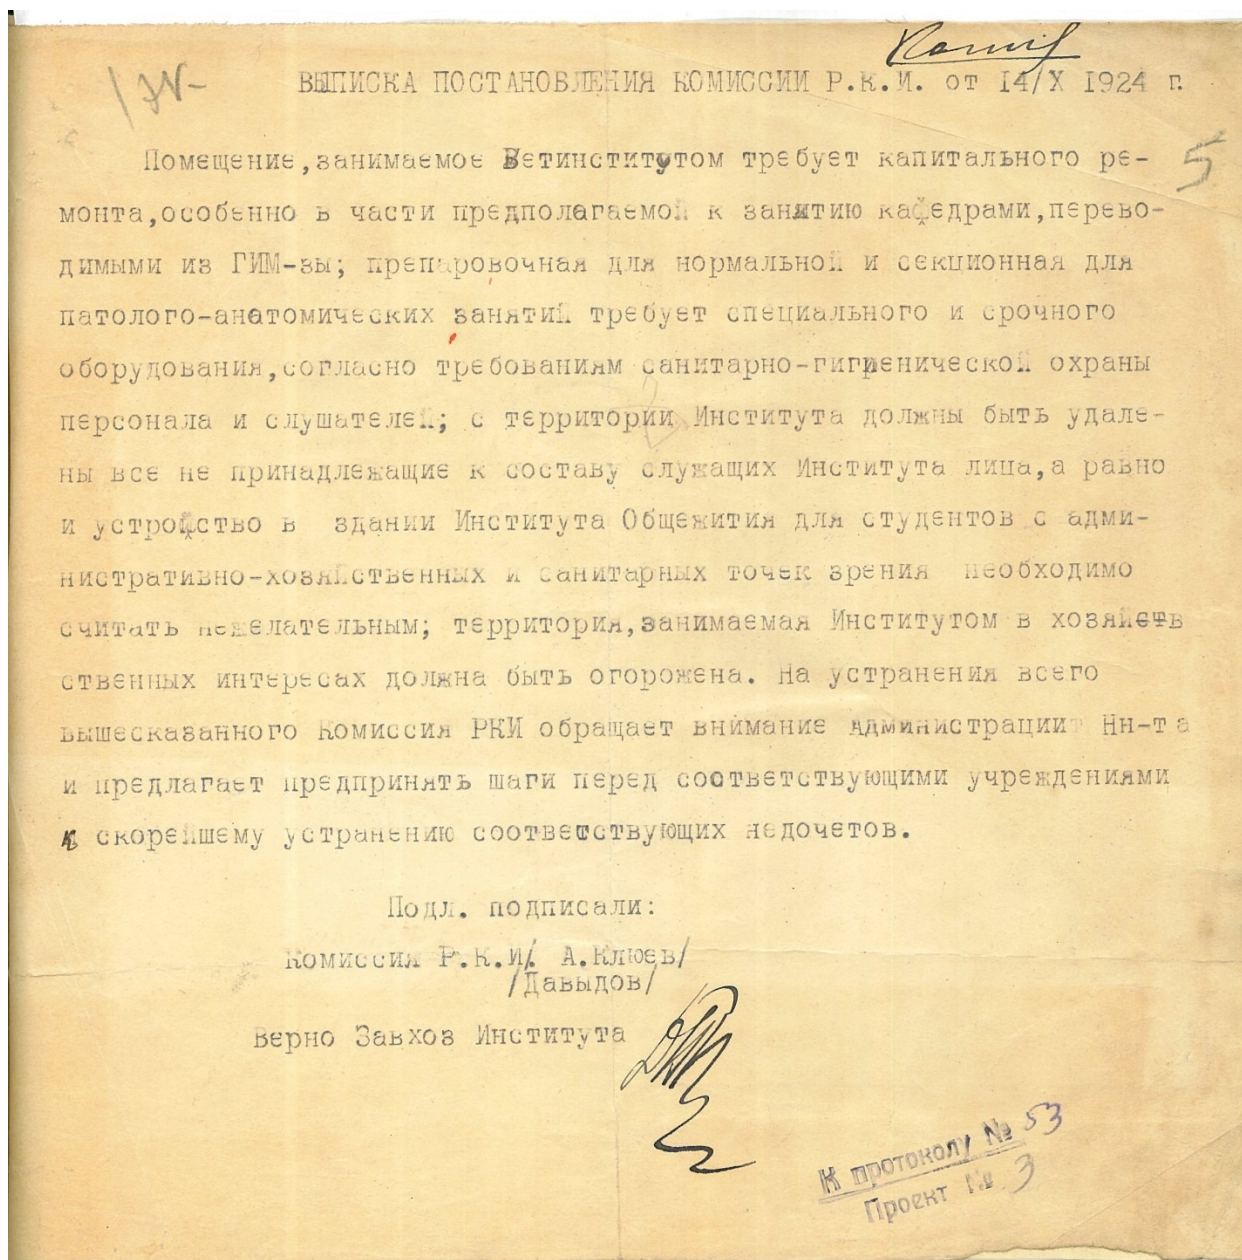 Копия
ВЫПИСКА ПОСТАНОВЛЕНИЯ КОМИССИИ Р.К.И. от 14/X 1924 г.
5
Помещение,занимаемое Ветинститутом требует капитального ре-
монта,особенно в части предполагаемой к занятию кафедрами,перево-
димыми из ГИМ-зы; препаровочная для нормальной и секционная для
патолого-анатомических занятий требует специального и срочного
оборудования,согласно требованиям санитарно-гигиенической охраны
персонала и слушателей; с территории Института должны быть удале-
ны все не принадлежащие к составу служащих Института лица,а равно
и устройство в здании Института Общежития для студентов с адми-
нистративно-хозяйственных и санитарных точек зрения необходимо
считать нежелательным; территория,занимаемая Институтом в хозяйств
ственных интересах должна быть огорожена. На устранения всего
вышесказанного Комиссия РКИ обращает внимание Администрациит Ин-та
и предлагает предпринять шаги перед соответствующими учреждениями
к скорейшему устранению соответствующих недочетов.
Подл. подписали:
Комиссия Р.К.И/. А.Клюев/
/Давыдов/
Верно Завхоз Института
К протоколу № 53
Проект № 3